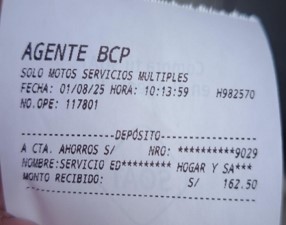 AGENTE BCP
SOLO MOTOS SERVICIOS MULTIPLES
FECHA: 01/08/25 HORA: 10:13:59 H982570
NO.OPE: 117801
DEPÓSITO
A CTA. AHORROS S/ NRO: **********9029
NOMBRE:SERVICIO ED********* HOGAR Y SA***
MONTO RECIBIDO: S/ 162.50